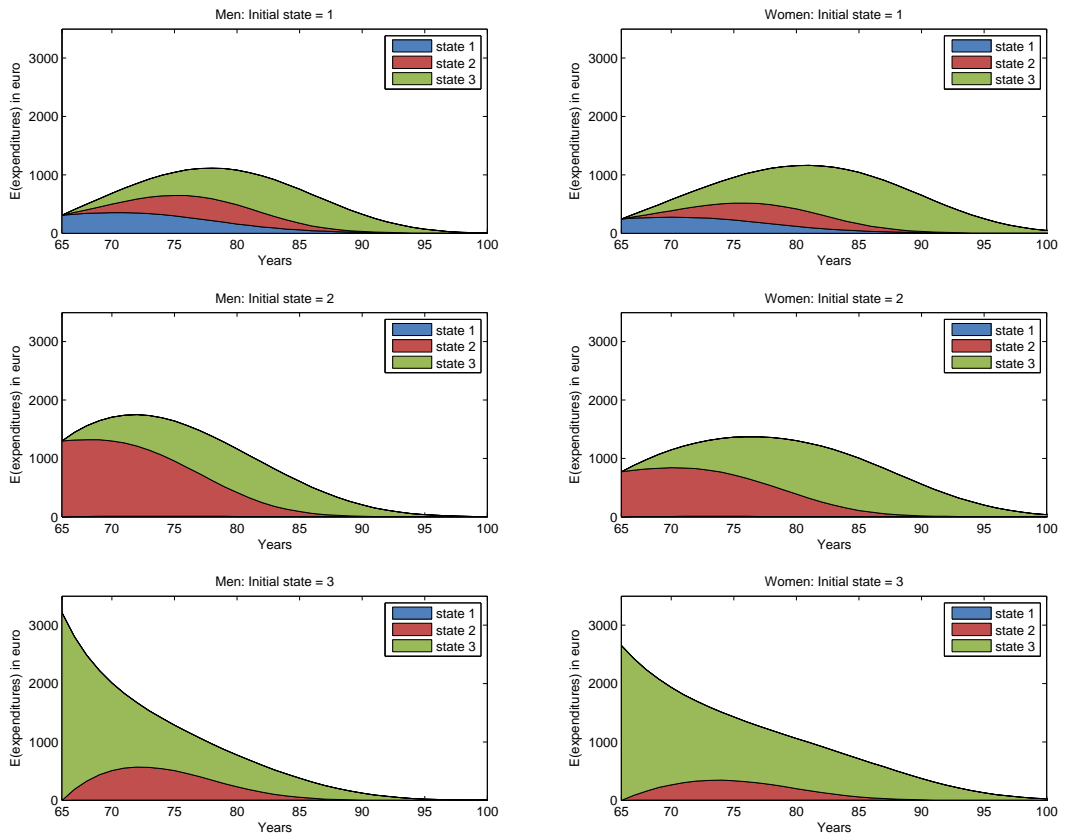 Men: Initial state = 1
E(expenditures) in euro
3000
2000
1000
0
65 70 75 80 85 90 95 100
Years
state 1
state 2
state 3
Women: Initial state = 1
E(expenditures) in euro
3000
2000
1000
0
65 70 75 80 85 90 95 100
Years
state 1
state 2
state 3
Men: Initial state = 2
E(expenditures) in euro
3000
2000
1000
0
65 70 75 80 85 90 95 100
Years
state 1
state 2
state 3
Women: Initial state = 2
E(expenditures) in euro
3000
2000
1000
0
65 70 75 80 85 90 95 100
Years
state 1
state 2
state 3
Men: Initial state = 3
E(expenditures) in euro
3000
2000
1000
0
65 70 75 80 85 90 95 100
Years
state 1
state 2
state 3
Women: Initial state = 3
E(expenditures) in euro
3000
2000
1000
0
65 70 75 80 85 90 95 100
Years
state 1
state 2
state 3